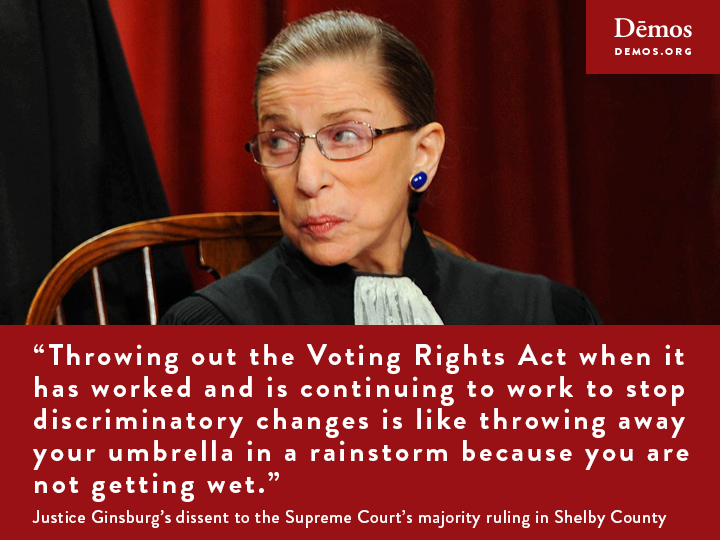 Dēmos
DEMOS.ORG
“Throwing out the Voting Rights Act when it
has worked and is continuing to work to stop
discriminatory changes is like throwing away
your umbrella in a rainstorm because you are
not getting wet.”
Justice Ginsburg’s dissent to the Supreme Court’s majority ruling in Shelby County